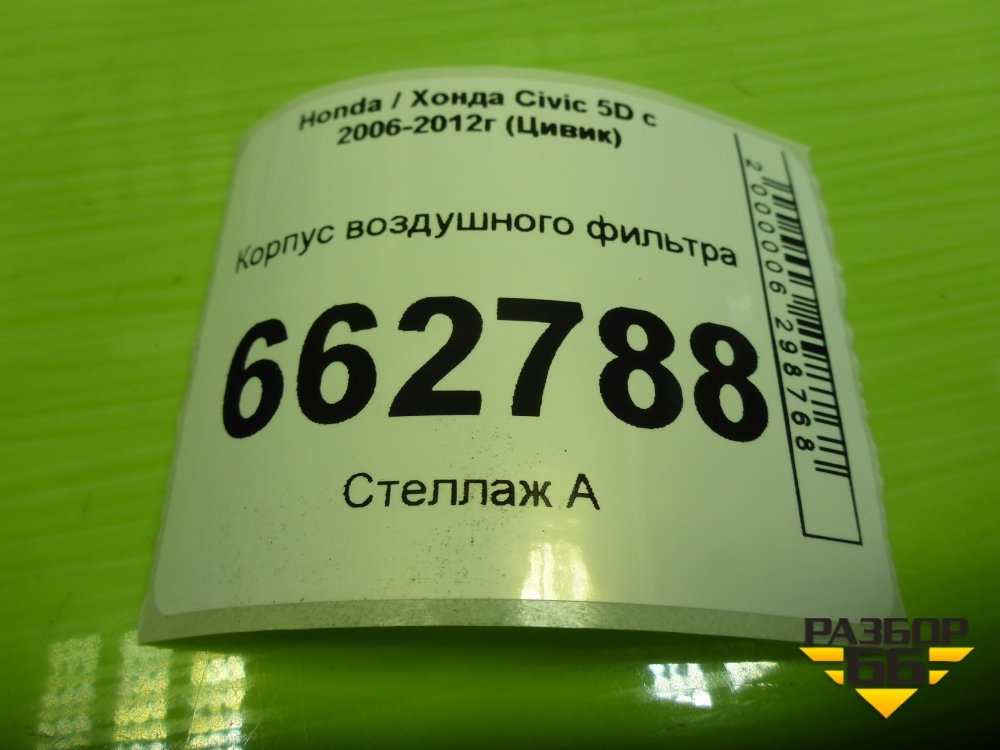 Honda / Хонда Civic 5D с
2006-2012г (Цивик)
Корпус воздушного фильтра
662788
Стеллаж А
2000006298768
РАЗБОР
66